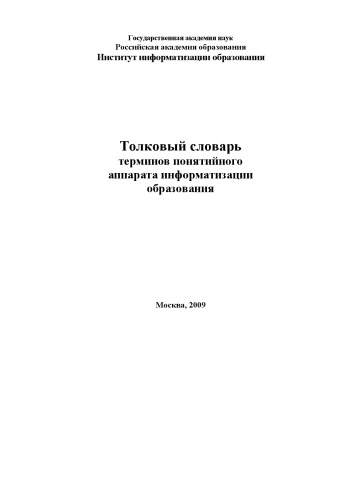 Государственная академия наук
Российская академия образования
Институт информатизации образования
Толковый словарь
терминов понятийного
аппарата информатизации
образования
Москва, 2009